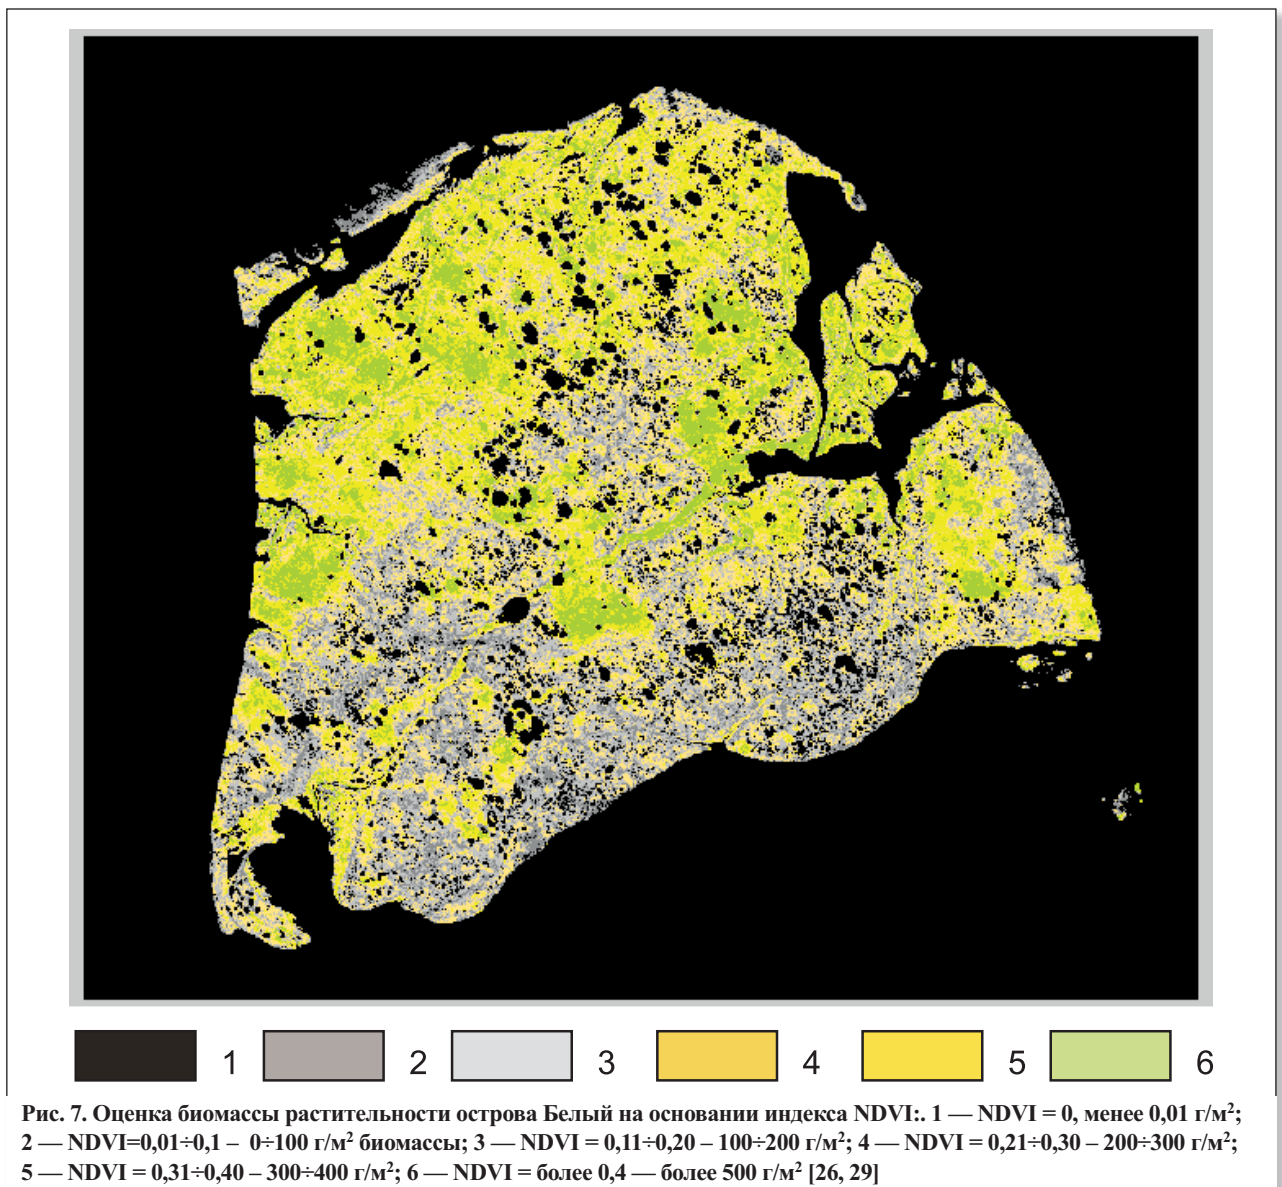 1 2 3 4 5 6
Рис. 7. Оценка биомассы растительности острова Белый на основании индекса NDVI:. 1 — NDVI = 0, менее 0,01 г/м²;
2 — NDVI=0,01÷0,1 – 0÷100 г/м² биомассы; 3 — NDVI = 0,11÷0,20 – 100÷200 г/м²; 4 — NDVI = 0,21÷0,30 – 200÷300 г/м²;
5 — NDVI = 0,31÷0,40 – 300÷400 г/м²; 6 — NDVI = более 0,4 — более 500 г/м² [26, 29]